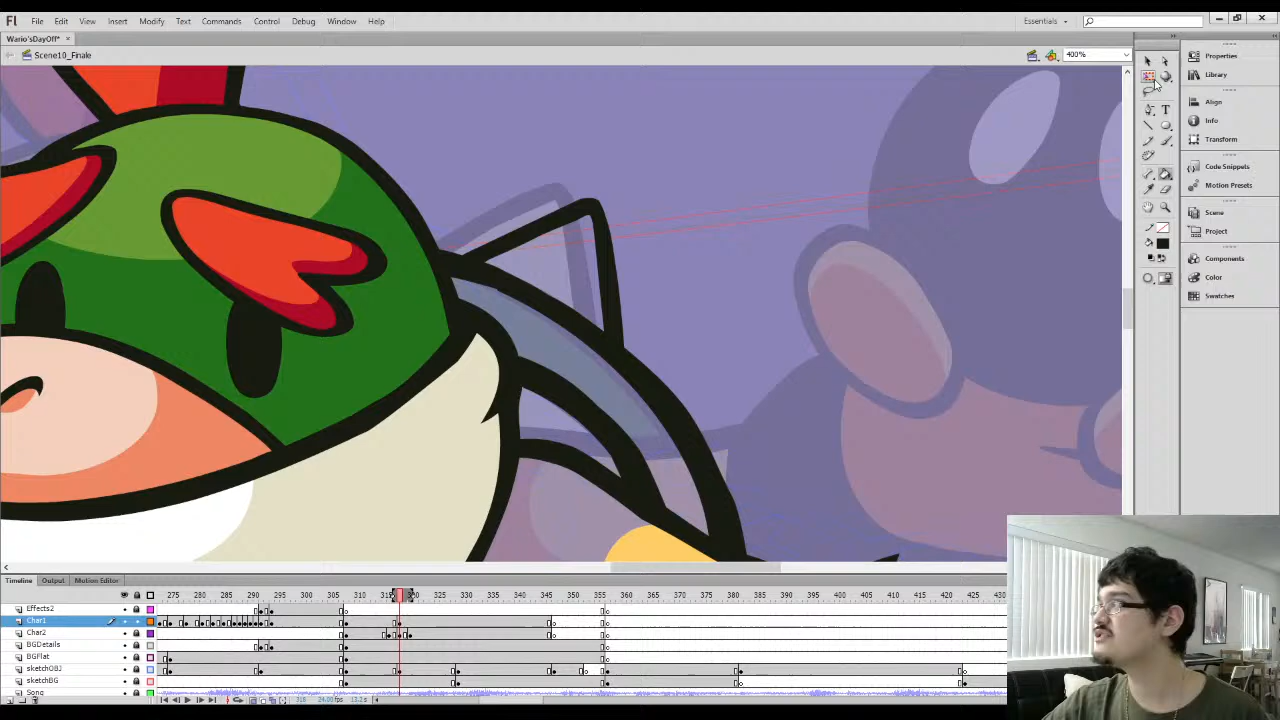 Fl File Edit View Insert Modify Text Commands Control Debug Window Help Essentials
Wario'sDayOff* ×
Scene10_Finale 400%
Properties
Library
Align
Info
Transform
Code Snippets
Motion Presets
Scene
Project
Components
Color
Swatches
Timeline Output Motion Editor
275 280 285 290 295 300 305 310 325 330 335 340 345 350 355 360 365 370 375 380 385 390 395 400 405 410 415 420 425 430
Effects2
Char1
Char2
BGDetails
BGFlat
sketchOBJ
sketchBG
Song